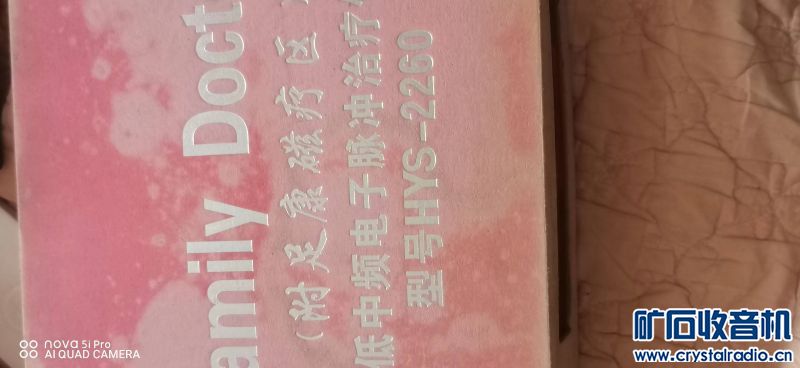 amily Doct
(附足康磁疗区
低中频电子脉冲治疗
型号HYS-2260
nova 5i Pro
AI QUAD CAMERA
矿石收音机
www.crystalradio.cn